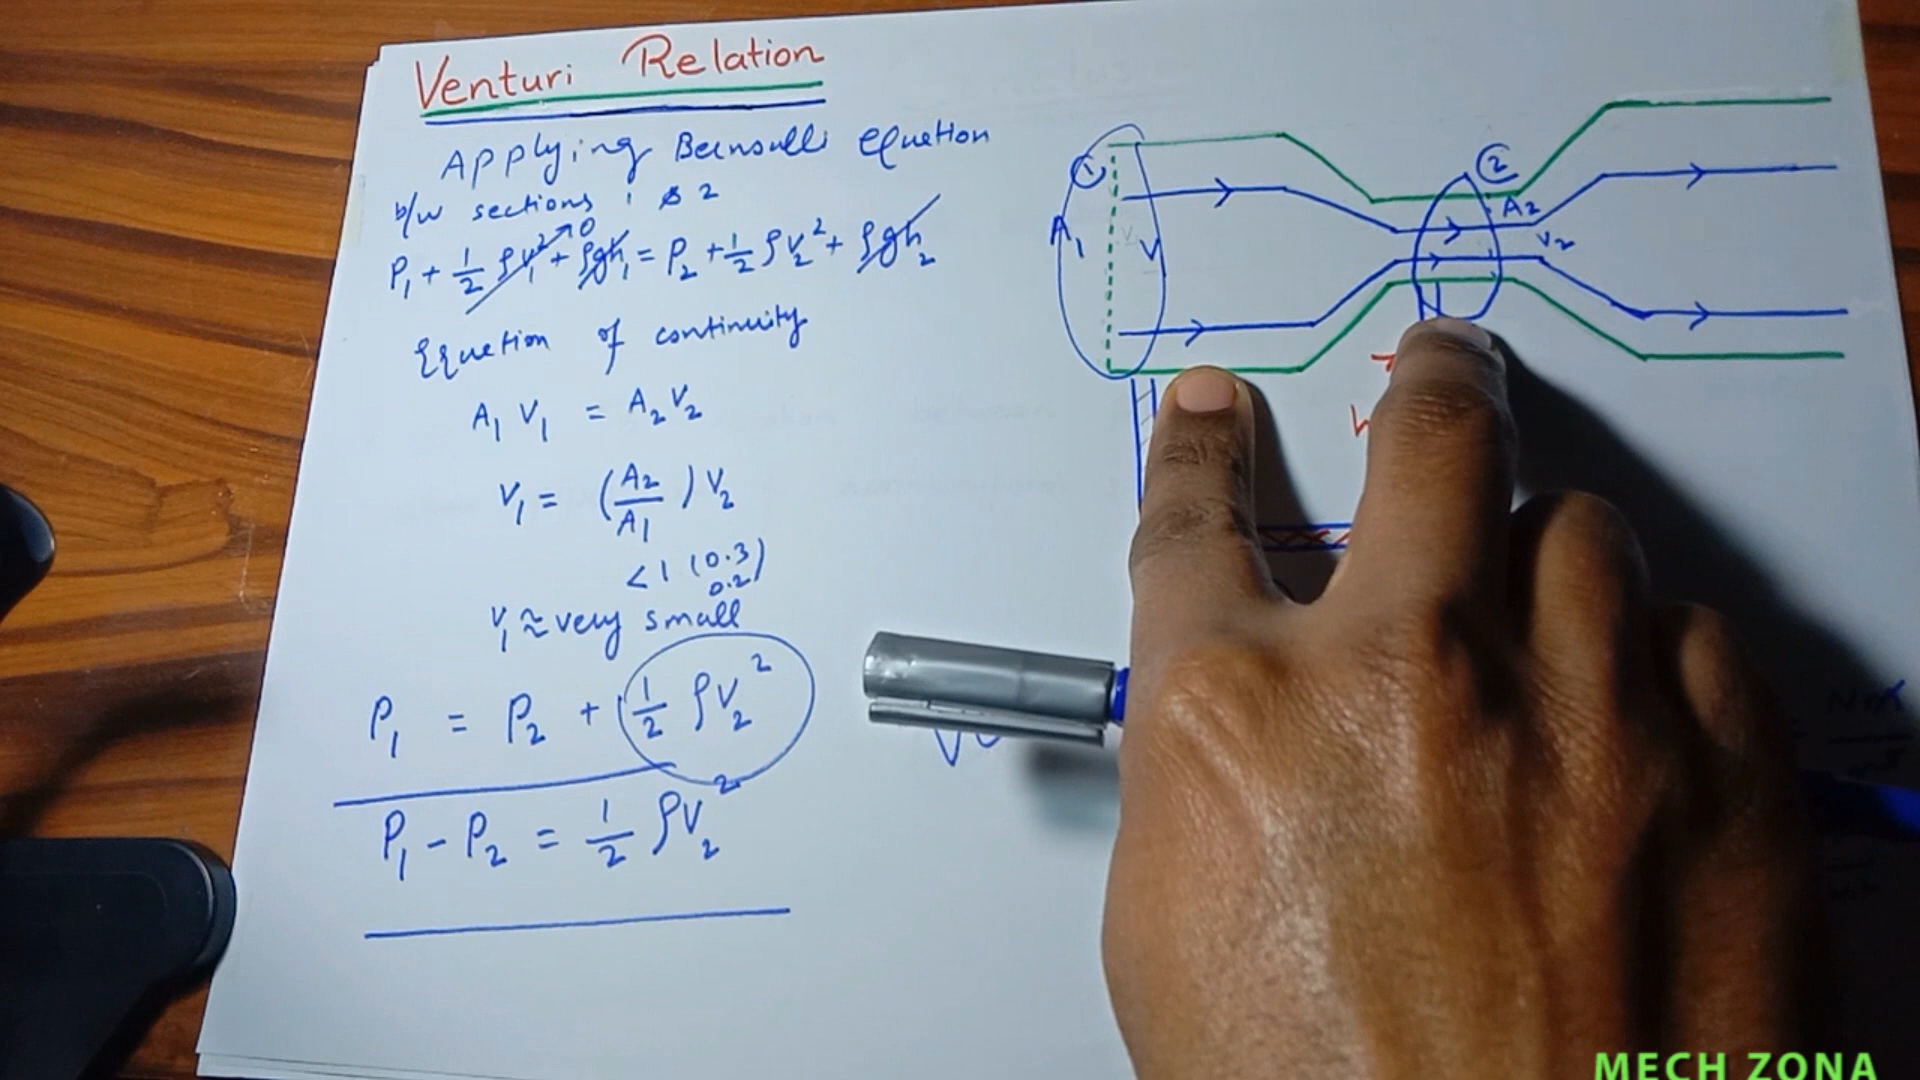 Venturi Relation
Applying Bernoulli equation
b/w sections 1 & 2
P₁ + 1/2 ρV₁² → 0 + ρgh₁ = P₂ + 1/2 ρV₂² + ρgh₂
Equation of continuity
A₁ V₁ = A₂ V₂
V₁ = (A₂/A₁) V₂
< 1 (0.3)
0.2
V₁ ≈ very small
P₁ = P₂ + 1/2 ρV₂²
P₁ - P₂ = 1/2 ρV₂²
1
A₁
V
2
A₂
V₂
h
MECH ZONA